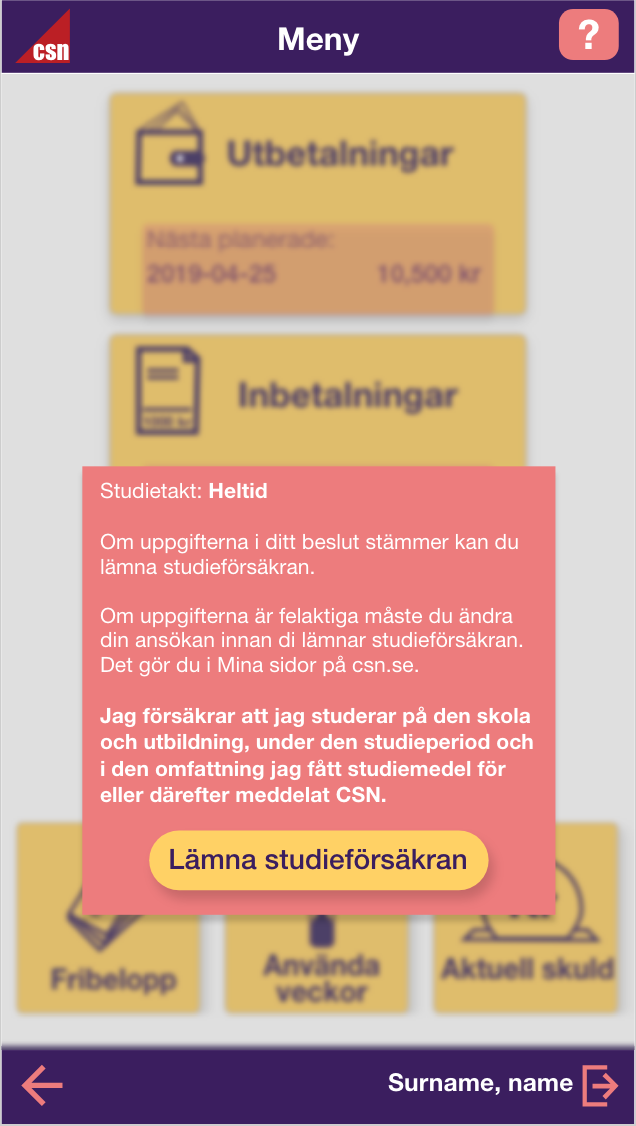 csn
Meny
?
Utbetalningar
Nästa planerade:
2019-04-25 10,500 kr
Inbetalningar
Studietakt: Heltid
Om uppgifterna i ditt beslut stämmer kan du
lämna studieförsäkran.
Om uppgifterna är felaktiga måste du ändra
din ansökan innan di lämnar studieförsäkran.
Det gör du i Mina sidor på csn.se.
Jag försäkrar att jag studerar på den skola
och utbildning, under den studieperiod och
i den omfattning jag fått studiemedel för
eller därefter meddelat CSN.
Lämna studieförsäkran
Fribelopp
Använda
veckor
Aktuell skuld
Surname, name